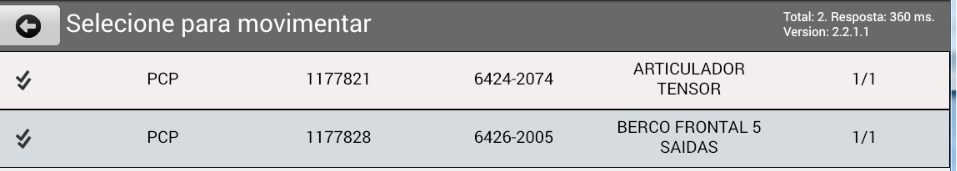 Selecione para movimentar
Total: 2. Resposta: 360 ms.
Version: 2.2.1.1
PCP 1177821 6424-2074 ARTICULADOR TENSOR 1/1
PCP 1177828 6426-2005 BERCO FRONTAL 5 SAIDAS 1/1